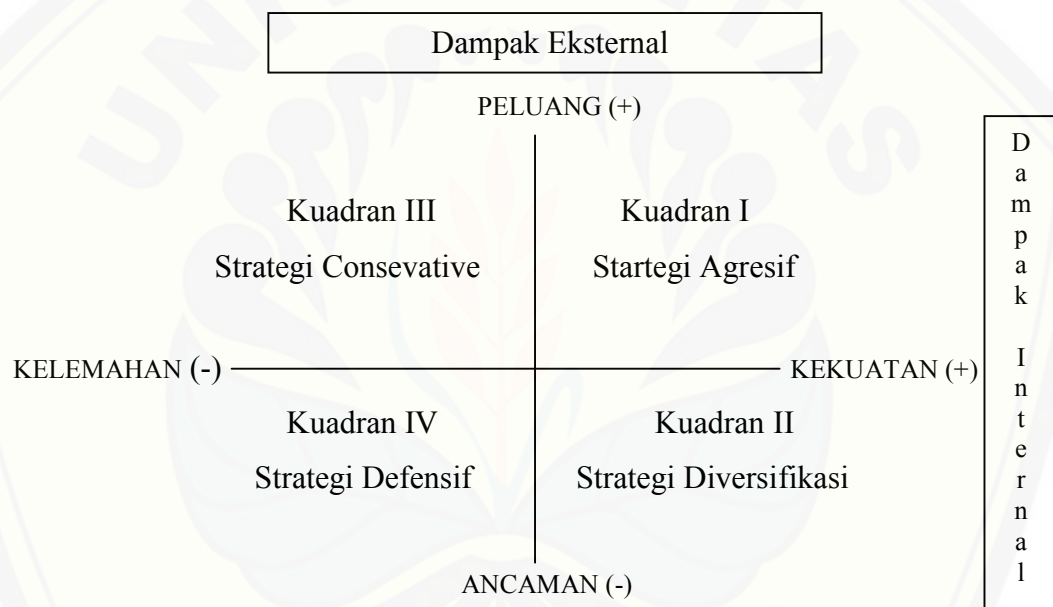 UNIVERSITAS
Dampak Eksternal
PELUANG (+)
Dampak Internal
Kuadran III
Kuadran I
Strategi Consevative
Startegi Agresif
KELEMAHAN (-)
KEKUATAN (+)
Kuadran IV
Kuadran II
Strategi Defensif
Strategi Diversifikasi
ANCAMAN (-)